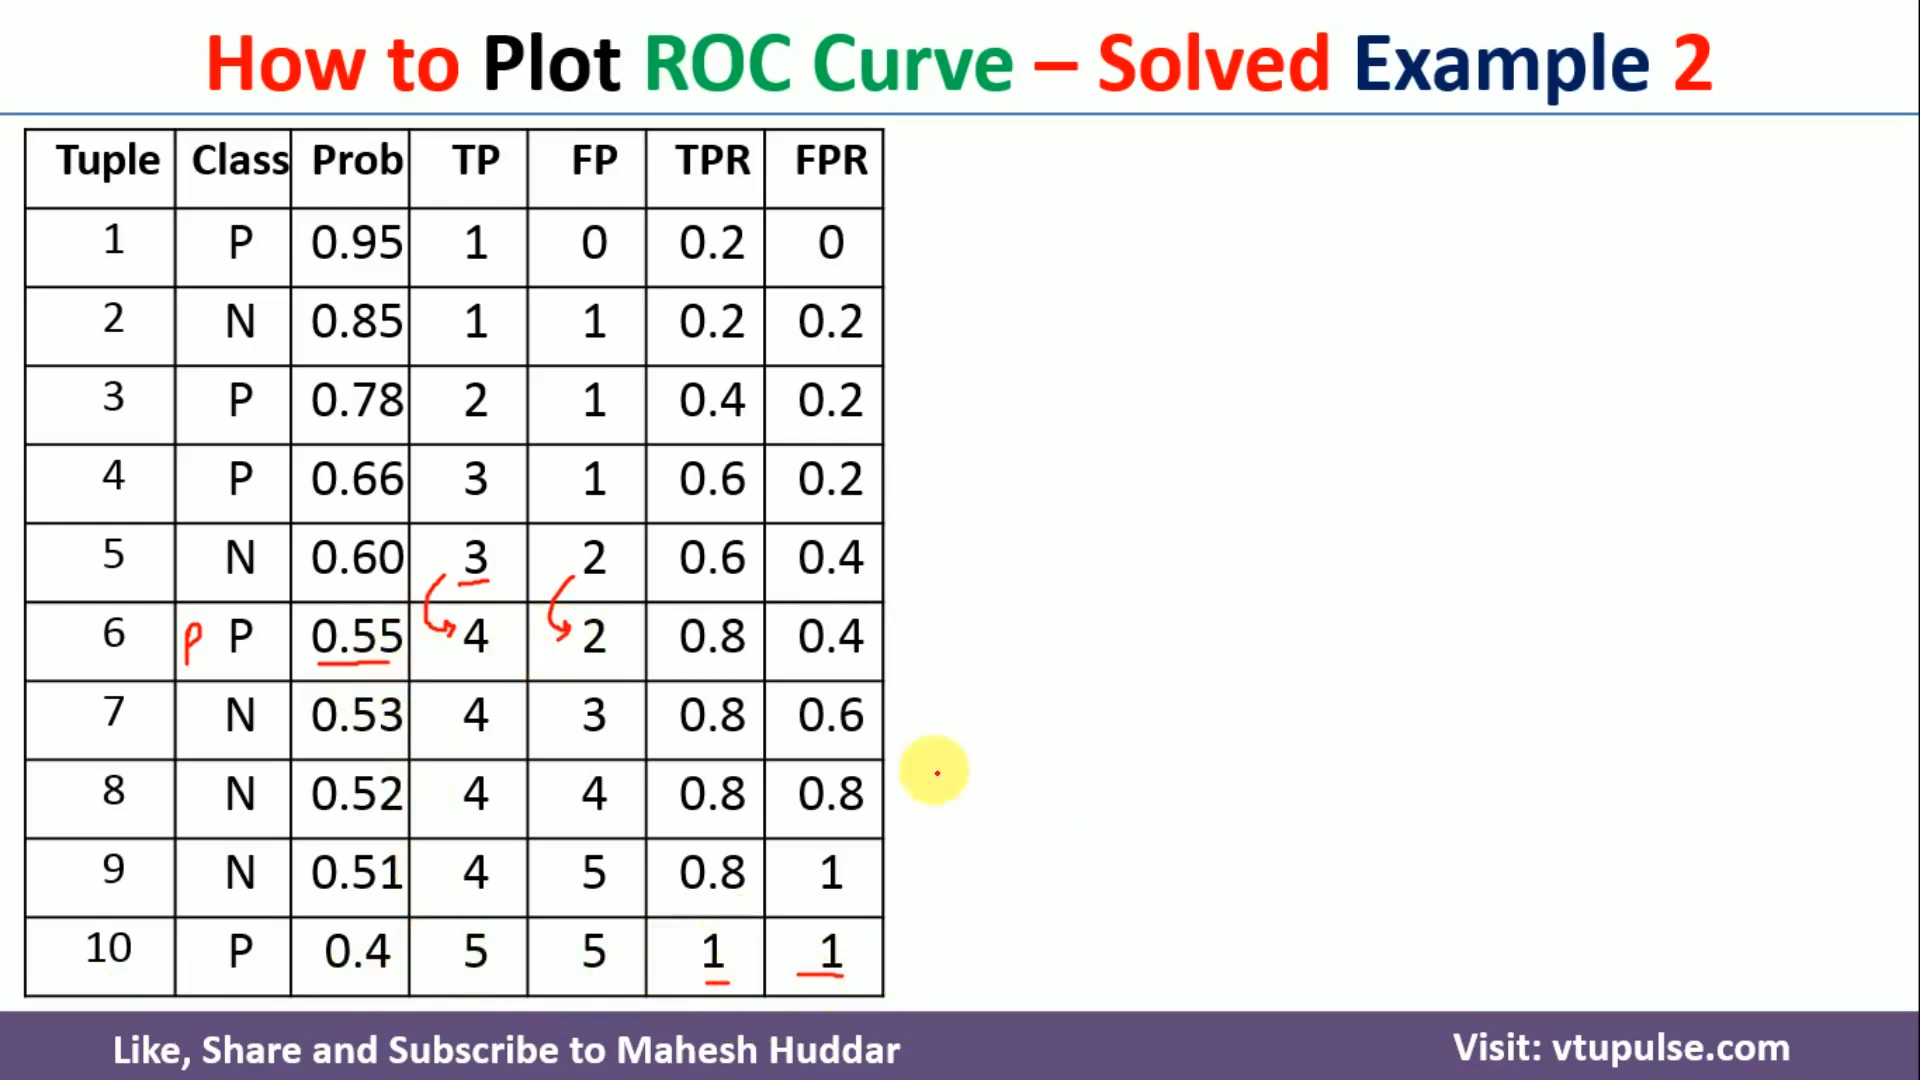 How to Plot ROC Curve – Solved Example 2
Tuple Class Prob TP FP TPR FPR
1 P 0.95 1 0 0.2 0
2 N 0.85 1 1 0.2 0.2
3 P 0.78 2 1 0.4 0.2
4 P 0.66 3 1 0.6 0.2
5 N 0.60 3 2 0.6 0.4
6 P P 0.55 4 2 0.8 0.4
7 N 0.53 4 3 0.8 0.6
8 N 0.52 4 4 0.8 0.8
9 N 0.51 4 5 0.8 1
10 P 0.4 5 5 1 1
Like, Share and Subscribe to Mahesh Huddar
Visit: vtupulse.com